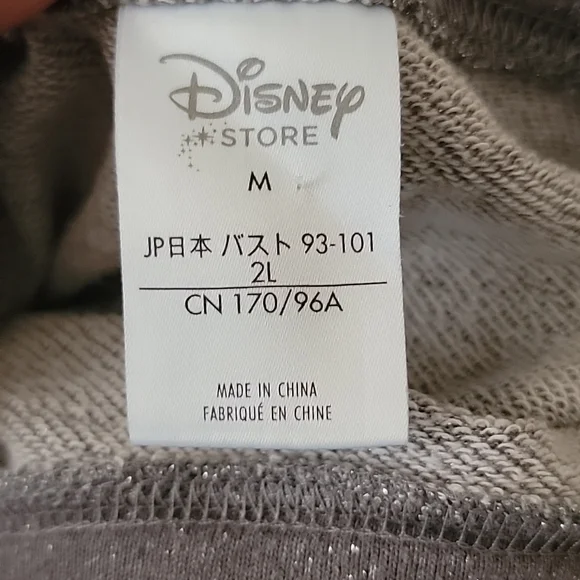 Disney
STORE
M
JP日本 バスト 93-101
2L
CN 170/96A
MADE IN CHINA
FABRIQUÉ EN CHINE